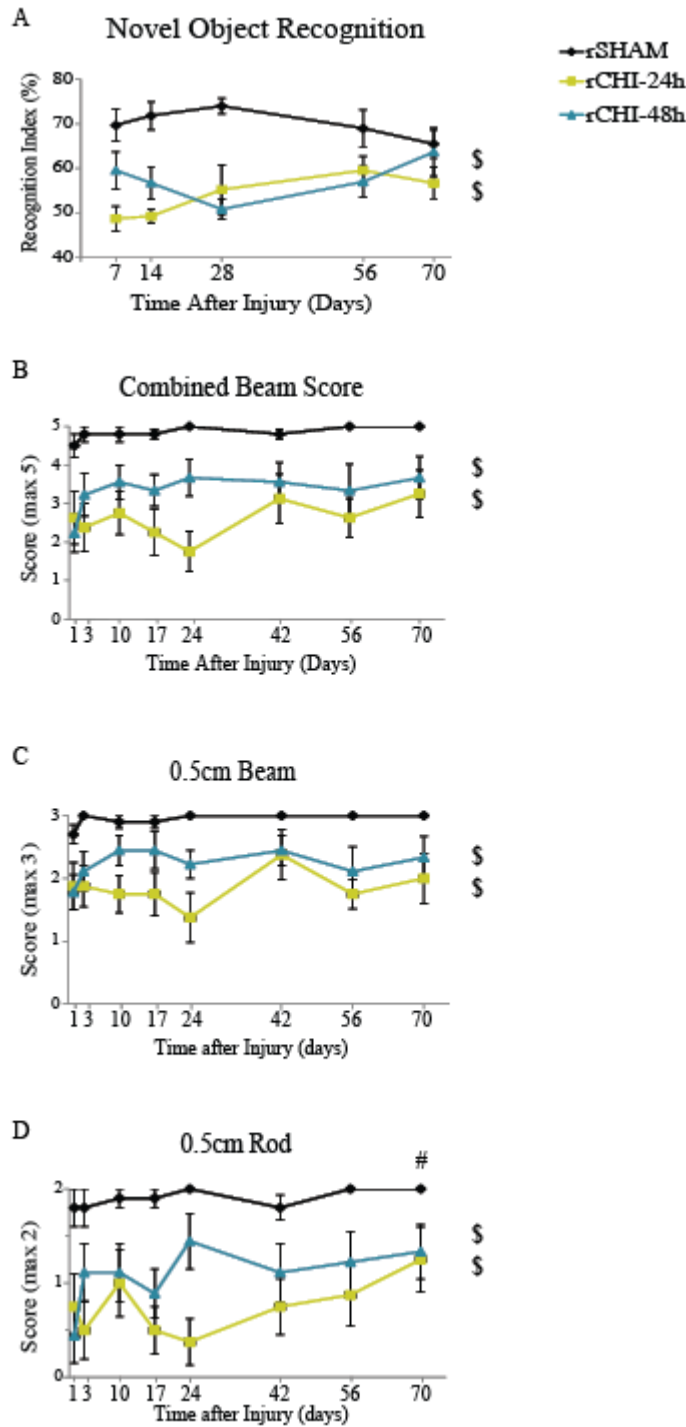 A
Novel Object Recognition
rSHAM
rCHI-24h
rCHI-48h
Recognition Index (%)
80
70
60
50
40
$
$
7 14 28 56 70
Time After Injury (Days)
B
Combined Beam Score
Score (max 5)
5
4
3
2
1
0
$
$
1 3 10 17 24 42 56 70
Time After Injury (Days)
C
0.5cm Beam
Score (max 3)
3
2
1
0
$
$
1 3 10 17 24 42 56 70
Time after Injury (days)
D
0.5cm Rod
#
Score (max 2)
2
1
0
$
$
1 3 10 17 24 42 56 70
Time after Injury (days)